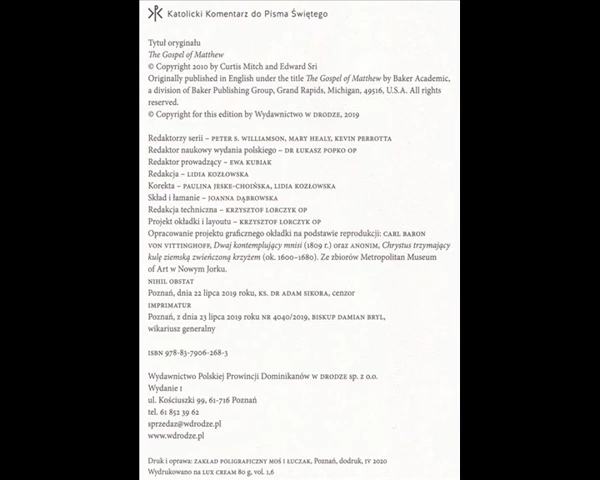 Katolicki Komentarz do Pisma Świętego
Tytuł oryginału
The Gospel of Matthew
© Copyright 2010 by Curtis Mitch and Edward Sri
Originally published in English under the title The Gospel of Matthew by Baker Academic,
a division of Baker Publishing Group, Grand Rapids, Michigan, 49516, U.S.A. All rights
reserved.
© Copyright for this edition by Wydawnictwo W DRODZE, 2019
Redaktorzy serii – PETER S. WILLIAMSON, MARY HEALY, KEVIN PERROTTA
Redaktor naukowy wydania polskiego – DR ŁUKASZ POPKO OP
Redaktor prowadzący – EWA KUBIAK
Redakcja – LIDIA KOZŁOWSKA
Korekta – PAULINA JESKE-CHOIŃSKA, LIDIA KOZŁOWSKA
Skład i łamanie – JOANNA DĄBROWSKA
Redakcja techniczna – KRZYSZTOF LORCZYK OP
Projekt okładki i layoutu – KRZYSZTOF LORCZYK OP
Opracowanie projektu graficznego okładki na podstawie reprodukcji: CARL BARON
VON VITTINGHOFF, Dwaj kontemplujący mnisi (1809 r.) oraz ANONIM, Chrystus trzymający
kulę ziemską zwieńczoną krzyżem (ok. 1600–1680). Ze zbiorów Metropolitan Museum
of Art w Nowym Jorku.
NIHIL OBSTAT
Poznań, dnia 22 lipca 2019 roku, KS. DR ADAM SIKORA, cenzor
IMPRIMATUR
Poznań, z dnia 23 lipca 2019 roku NR 4040/2019, BISKUP DAMIAN BRYL,
wikariusz generalny
ISBN 978-83-7906-268-3
Wydawnictwo Polskiej Prowincji Dominikanów W DRODZE sp. z o.o.
Wydanie I
ul. Kościuszki 99, 61-716 Poznań
tel. 61 852 39 62
sprzedaz@wdrodze.pl
www.wdrodze.pl
Druk i oprawa: ZAKŁAD POLIGRAFICZNY MOŚ I ŁUCZAK, Poznań, dodruk, IV 2020
Wydrukowano na LUX CREAM 80 g, vol. 1,6